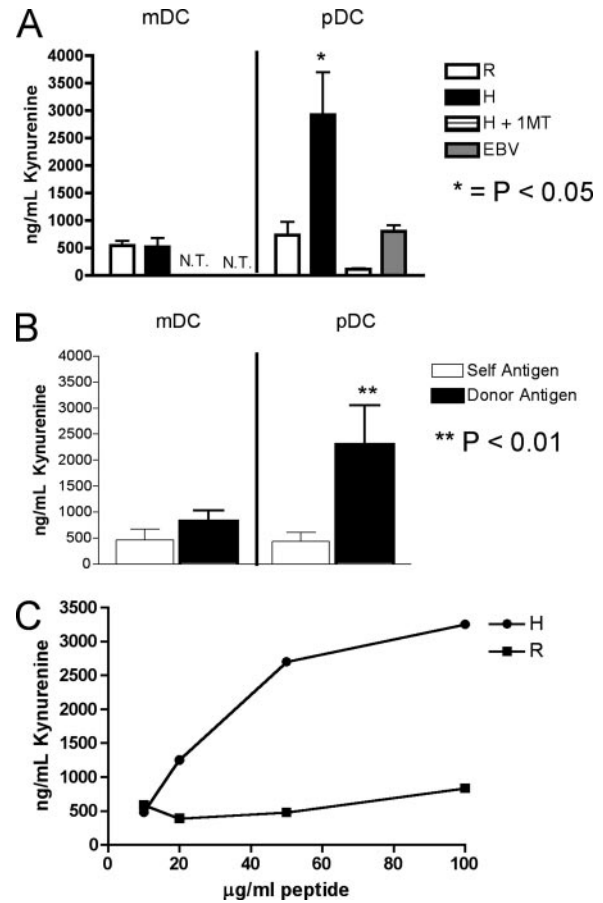 A
mDC
pDC
ng/mL Kynurenine
4000
3500
3000
2500
2000
1500
1000
500
0
N.T.
N.T.
*
R
H
H + 1MT
EBV
* = P < 0.05
B
mDC
pDC
ng/mL Kynurenine
4000
3500
3000
2500
2000
1500
1000
500
0
**
Self Antigen
Donor Antigen
** P < 0.01
C
ng/mL Kynurenine
3500
3000
2500
2000
1500
1000
500
0
0 20 40 60 80 100
µg/ml peptide
H
R